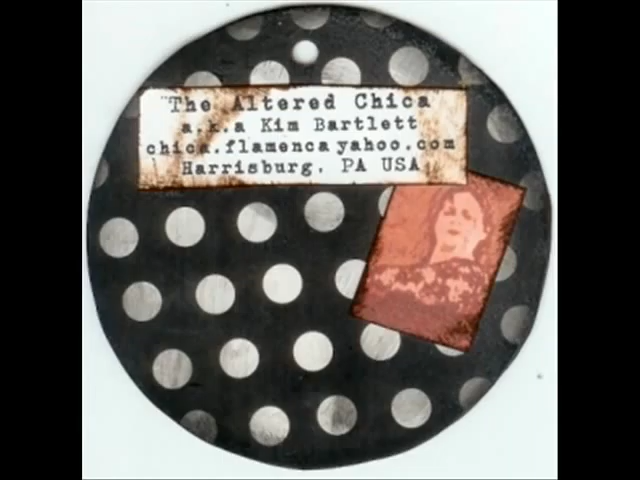 "The Altered Chica"
a.k.a Kim Bartlett
chica.flamenca yahoo.com
Harrisburg, PA USA